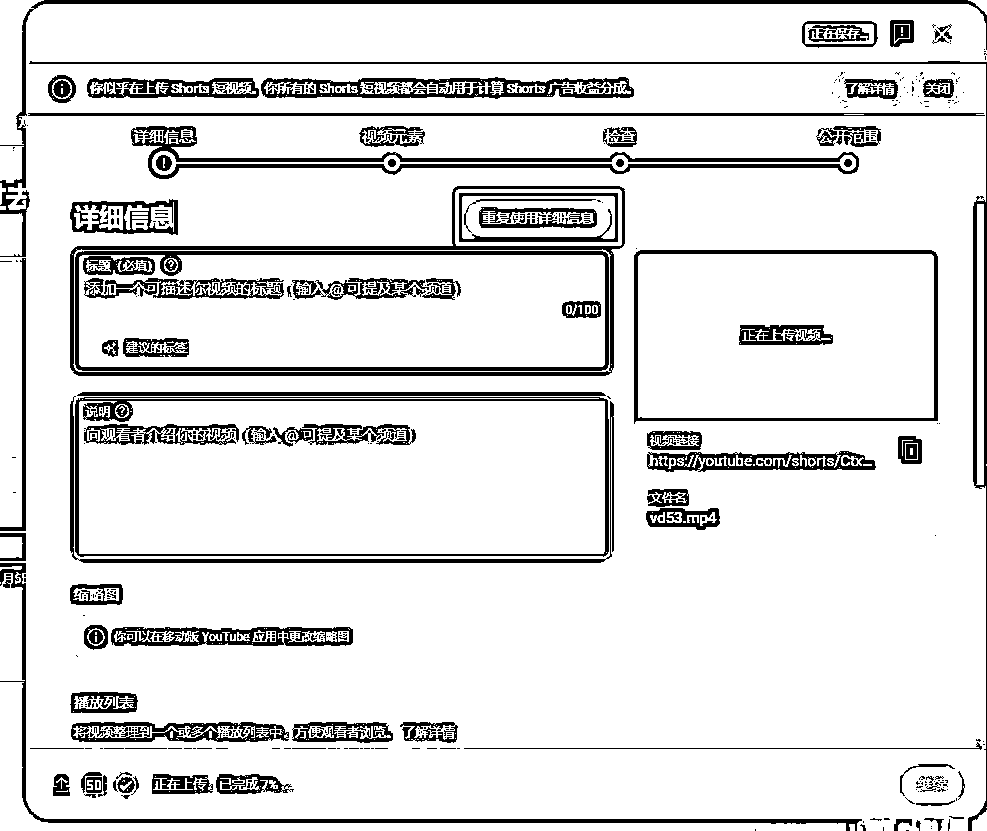 正在保存...
你似乎在上传 Shorts 短视频。你所有的 Shorts 短视频都会自动用于计算 Shorts 广告收益分成。
了解详情
关闭
详细信息
视频元素
检查
公开范围
详细信息
重复使用详细信息
标题（必填）
添加一个可描述你视频的标题（输入 @ 可提及某个频道）
0/100
建议的标签
正在上传视频...
说明
向观看者介绍你的视频（输入 @ 可提及某个频道）
视频链接
https://youtube.com/shorts/Ctx...
文件名
vd53.mp4
缩略图
你可以在移动版 YouTube 应用中更改缩略图
播放列表
将视频整理到一个或多个播放列表中，方便观看者浏览。 了解详情
SD
正在上传，已完成 7%...
继续